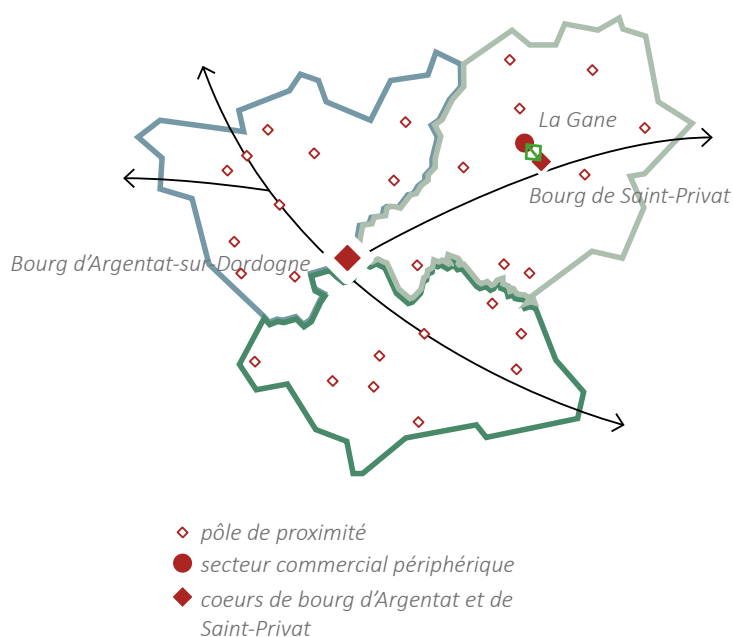 La Gane
Bourg de Saint-Privat
Bourg d'Argentat-sur-Dordogne
pôle de proximité
secteur commercial périphérique
coeurs de bourg d'Argentat et de
Saint-Privat